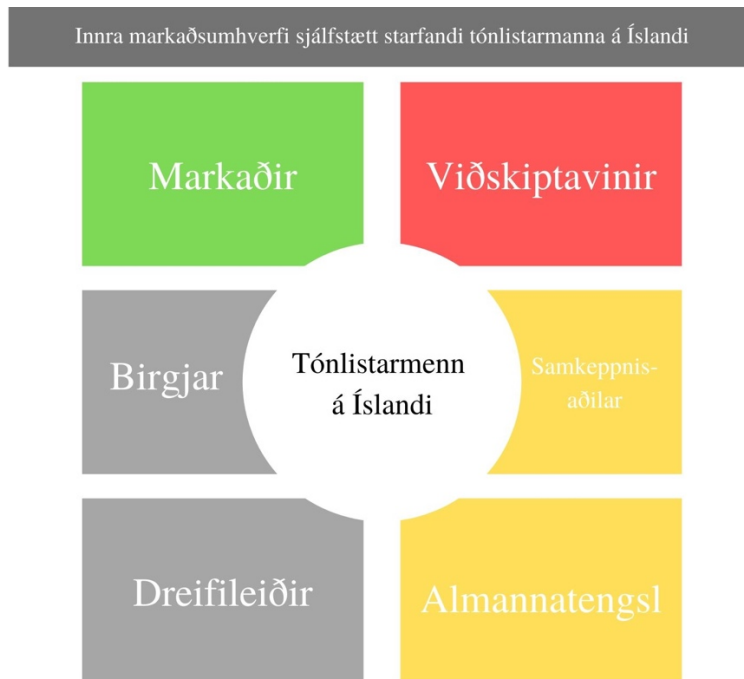 Innra markaðsumhverfi sjálfstætt starfandi tónlistarmanna á Íslandi
Markaðir
Viðskiptavinir
Birgjar
Tónlistarmenn
á Íslandi
Samkeppnis-
aðilar
Dreifileiðir
Almannatengsl